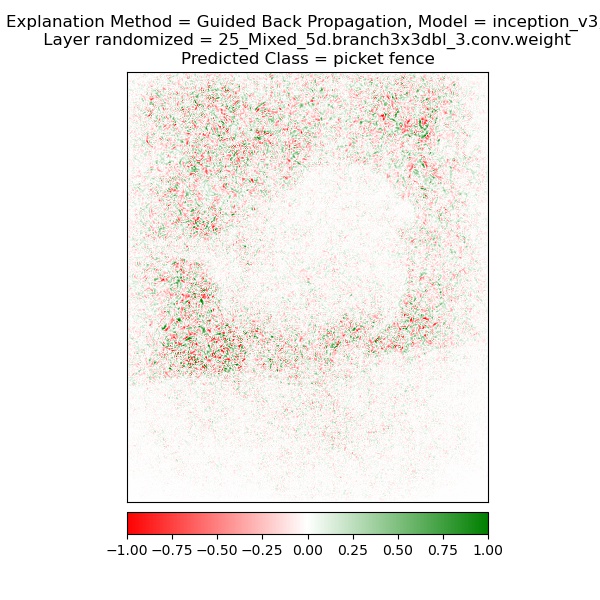 Explanation Method = Guided Back Propagation, Model = inception_v3
Layer randomized = 25_Mixed_5d.branch3x3dbl_3.conv.weight
Predicted Class = picket fence
−1.00 −0.75 −0.50 −0.25 0.00 0.25 0.50 0.75 1.00